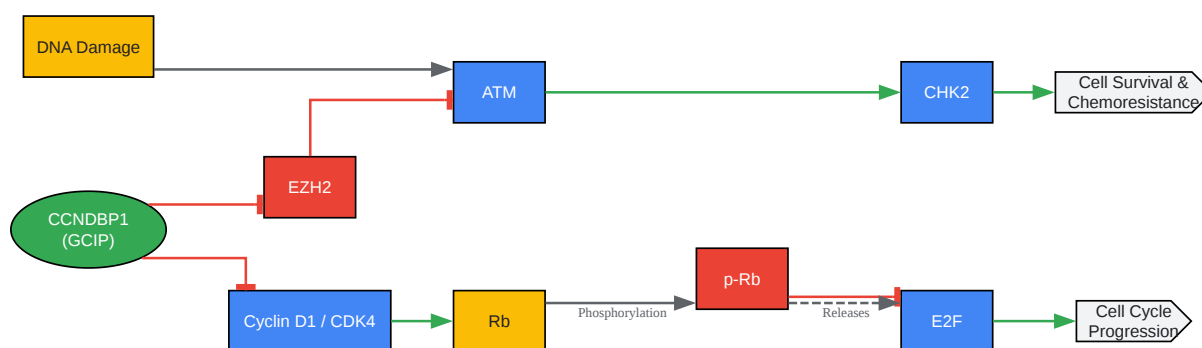 DNA Damage
ATM
CHK2
Cell Survival &
Chemoresistance
EZH2
CCNDBP1
(GCIP)
p-Rb
Cyclin D1 / CDK4
Rb
Phosphorylation
Releases
E2F
Cell Cycle
Progression